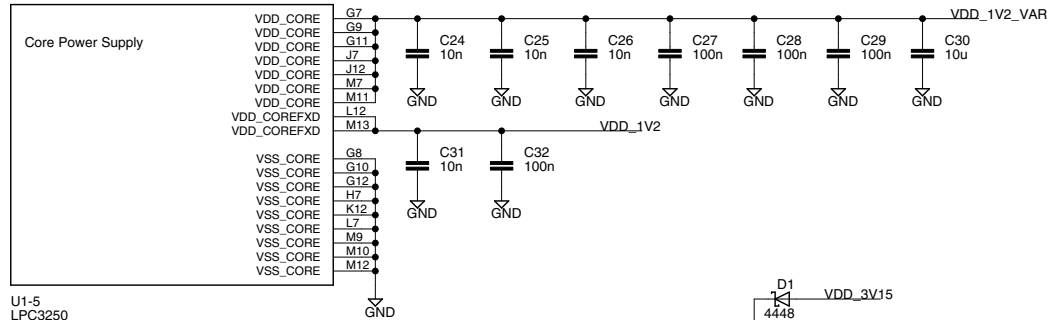 VDD_CORE G7 VDD_1V2_VAR
VDD_CORE G9
Core Power Supply VDD_CORE G11 C24 C25 C26 C27 C28 C29 C30
VDD_CORE J7 10n 10n 10n 100n 100n 100n 10u
VDD_CORE J12
VDD_CORE M7
VDD_CORE M11 GND GND GND GND GND GND GND
VDD_COREFXD L12
VDD_COREFXD M13 VDD_1V2
VSS_CORE G8 C31 C32
VSS_CORE G10 10n 100n
VSS_CORE G12
VSS_CORE H7
VSS_CORE K12 GND GND
VSS_CORE L7
VSS_CORE M9
VSS_CORE M10
VSS_CORE M12
D1 VDD_3V15
U1-5
LPC3250 GND 4448